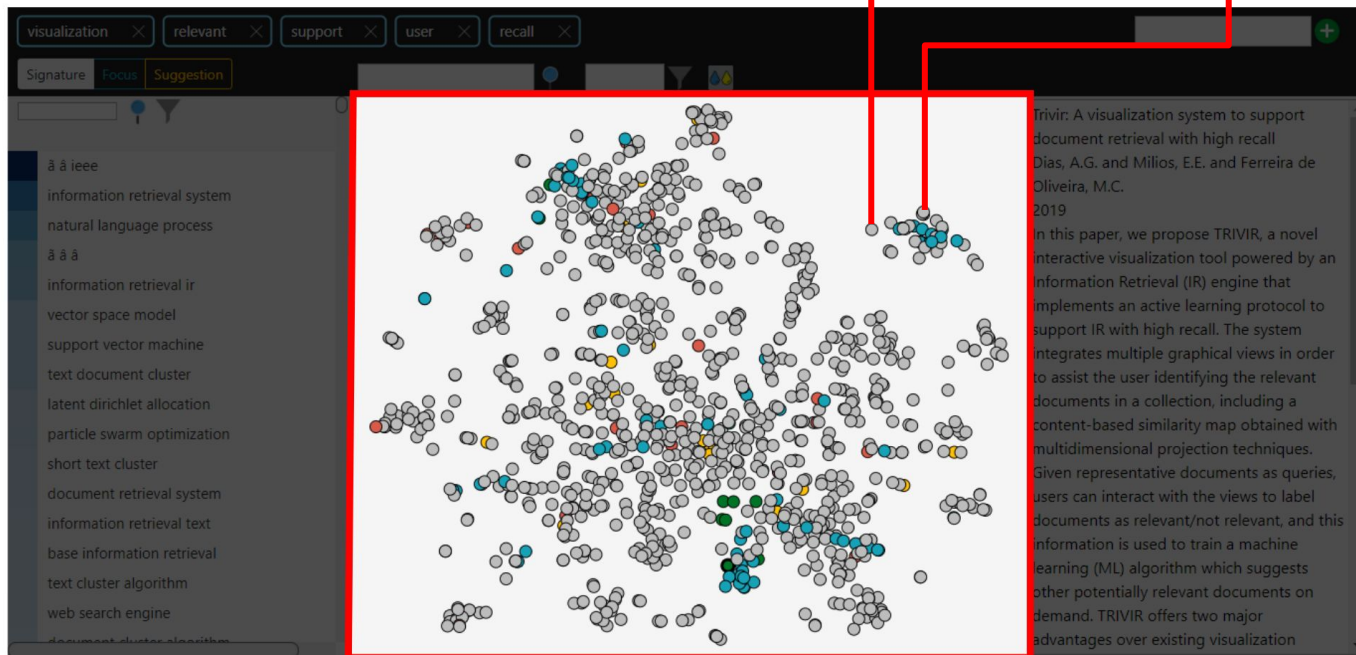 visualization
relevant
support
user
recall
Signature
Focus
Suggestion
ã â ieee
information retrieval system
natural language process
ã â â
information retrieval ir
vector space model
support vector machine
text document cluster
latent dirichlet allocation
particle swarm optimization
short text cluster
document retrieval system
information retrieval text
base information retrieval
text cluster algorithm
web search engine
document cluster algorithm
Trivir: A visualization system to support
document retrieval with high recall
Dias, A.G. and Milios, E.E. and Ferreira de
Oliveira, M.C.
2019
In this paper, we propose TRIVIR, a novel
interactive visualization tool powered by an
Information Retrieval (IR) engine that
implements an active learning protocol to
support IR with high recall. The system
integrates multiple graphical views in order
to assist the user identifying the relevant
documents in a collection, including a
content-based similarity map obtained with
multidimensional projection techniques.
Given representative documents as queries,
users can interact with the views to label
documents as relevant/not relevant, and this
information is used to train a machine
learning (ML) algorithm which suggests
other potentially relevant documents on
demand. TRIVIR offers two major
advantages over existing visualization